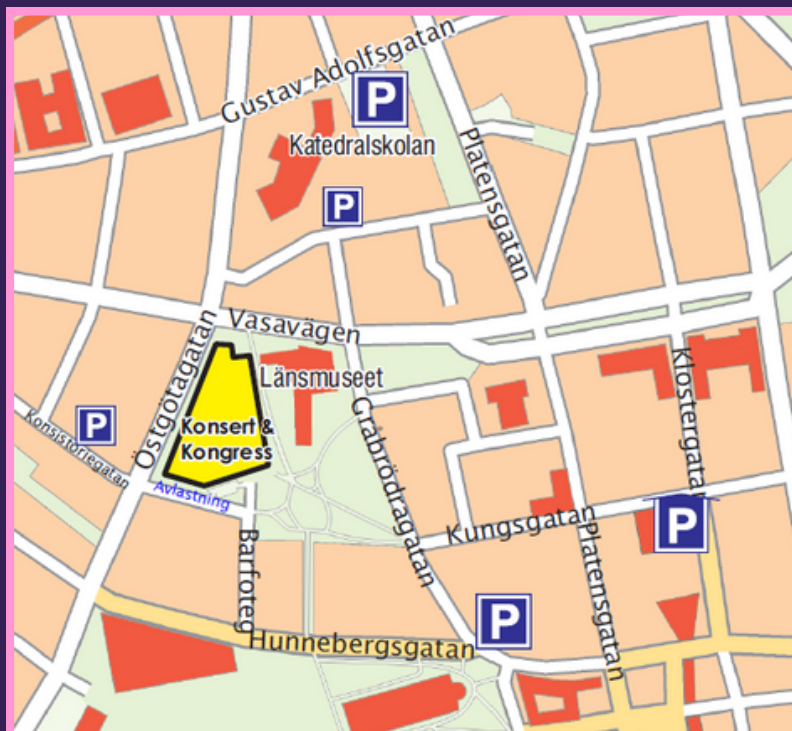 Gustav Adolfsgatan
P
Katedralskolan
Platensgatan
P
Vasavägen
Östgötagatan
Länsmuseet
Klostergatan
P
Konsert &
Kongress
Konsistoriegatan
Gråbrödragatan
Avlastning
Kungsgatan
P
Platensgatan
Barfoteg
P
Hunnebergsgatan